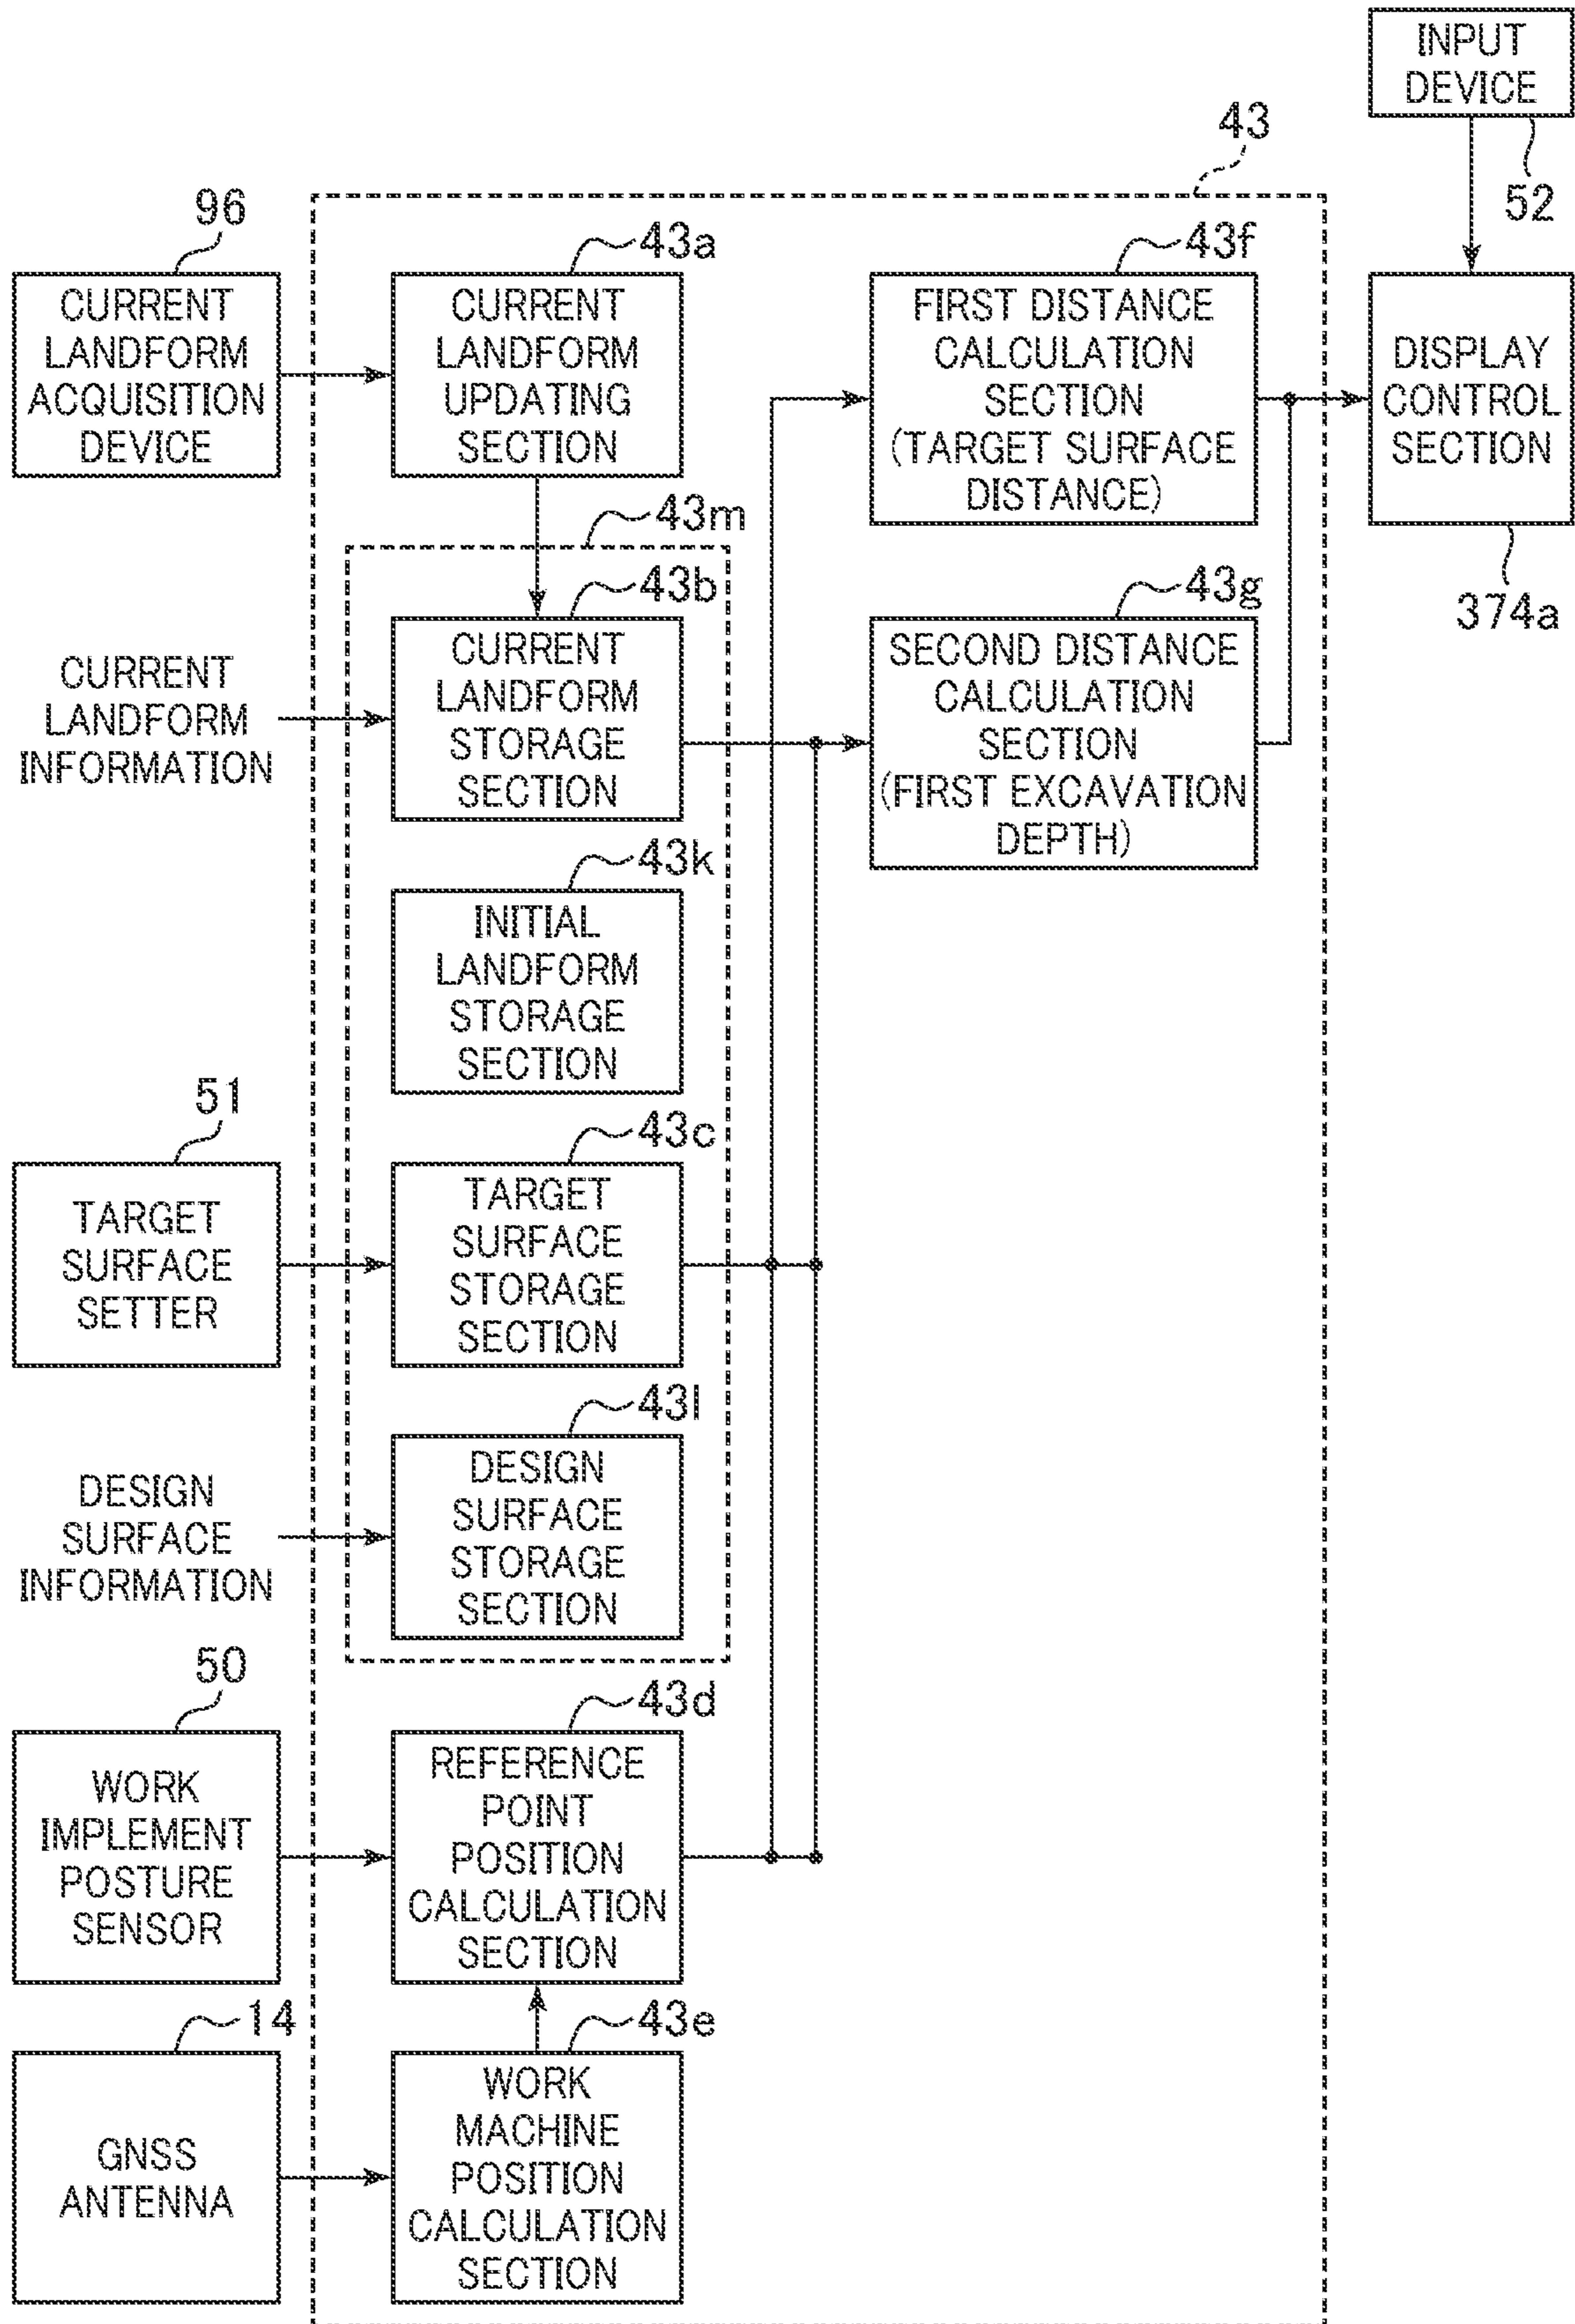 INPUT
DEVICE
52
43
96
CURRENT
LANDFORM
ACQUISITION
DEVICE
43a
CURRENT
LANDFORM
UPDATING
SECTION
43f
FIRST DISTANCE
CALCULATION
SECTION
(TARGET SURFACE
DISTANCE)
DISPLAY
CONTROL
SECTION
374a
43m
CURRENT
LANDFORM
INFORMATION
43b
CURRENT
LANDFORM
STORAGE
SECTION
43g
SECOND DISTANCE
CALCULATION
SECTION
(FIRST EXCAVATION
DEPTH)
43k
INITIAL
LANDFORM
STORAGE
SECTION
51
TARGET
SURFACE
SETTER
43c
TARGET
SURFACE
STORAGE
SECTION
DESIGN
SURFACE
INFORMATION
43l
DESIGN
SURFACE
STORAGE
SECTION
50
WORK
IMPLEMENT
POSTURE
SENSOR
43d
REFERENCE
POINT
POSITION
CALCULATION
SECTION
14
GNSS
ANTENNA
43e
WORK
MACHINE
POSITION
CALCULATION
SECTION